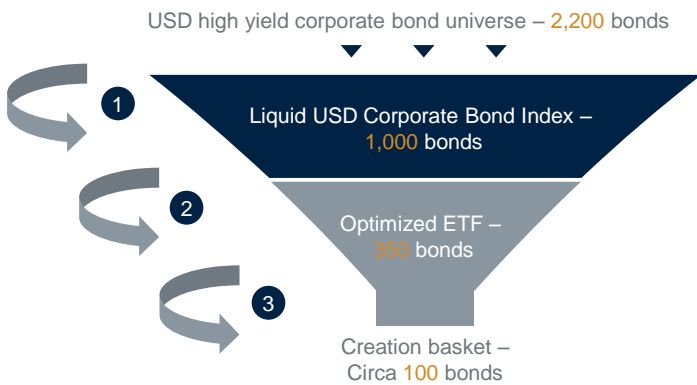 USD high yield corporate bond universe – 2,200 bonds
1
Liquid USD Corporate Bond Index –
1,000 bonds
2
Optimized ETF –
350 bonds
3
Creation basket –
Circa 100 bonds